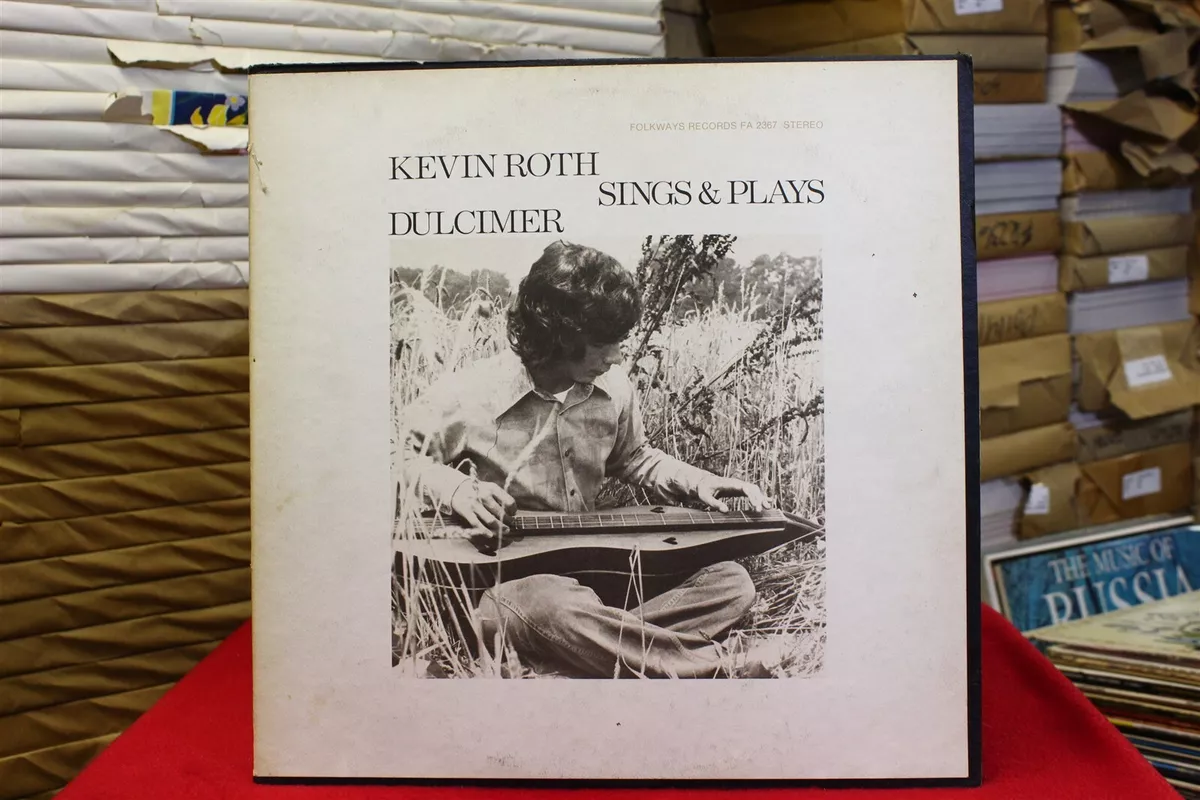 FOLKWAYS RECORDS FA 2367 STEREO
KEVIN ROTH
SINGS & PLAYS
DULCIMER
THE MUSIC OF
RUSSIA